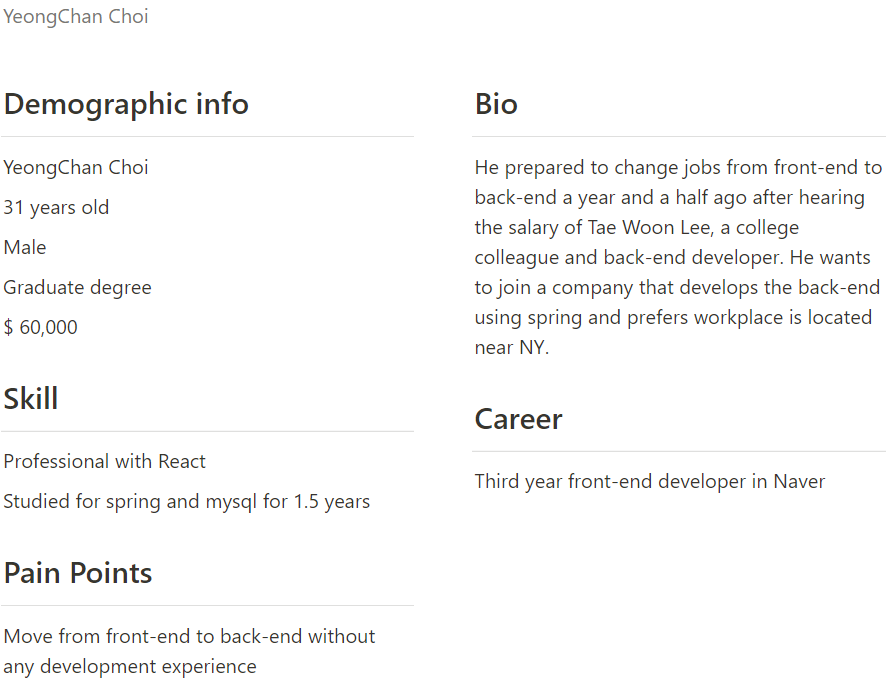 YeongChan Choi
Demographic info
YeongChan Choi
31 years old
Male
Graduate degree
$ 60,000
Skill
Professional with React
Studied for spring and mysql for 1.5 years
Pain Points
Move from front-end to back-end without
any development experience
Bio
He prepared to change jobs from front-end to
back-end a year and a half ago after hearing
the salary of Tae Woon Lee, a college
colleague and back-end developer. He wants
to join a company that develops the back-end
using spring and prefers workplace is located
near NY.
Career
Third year front-end developer in Naver